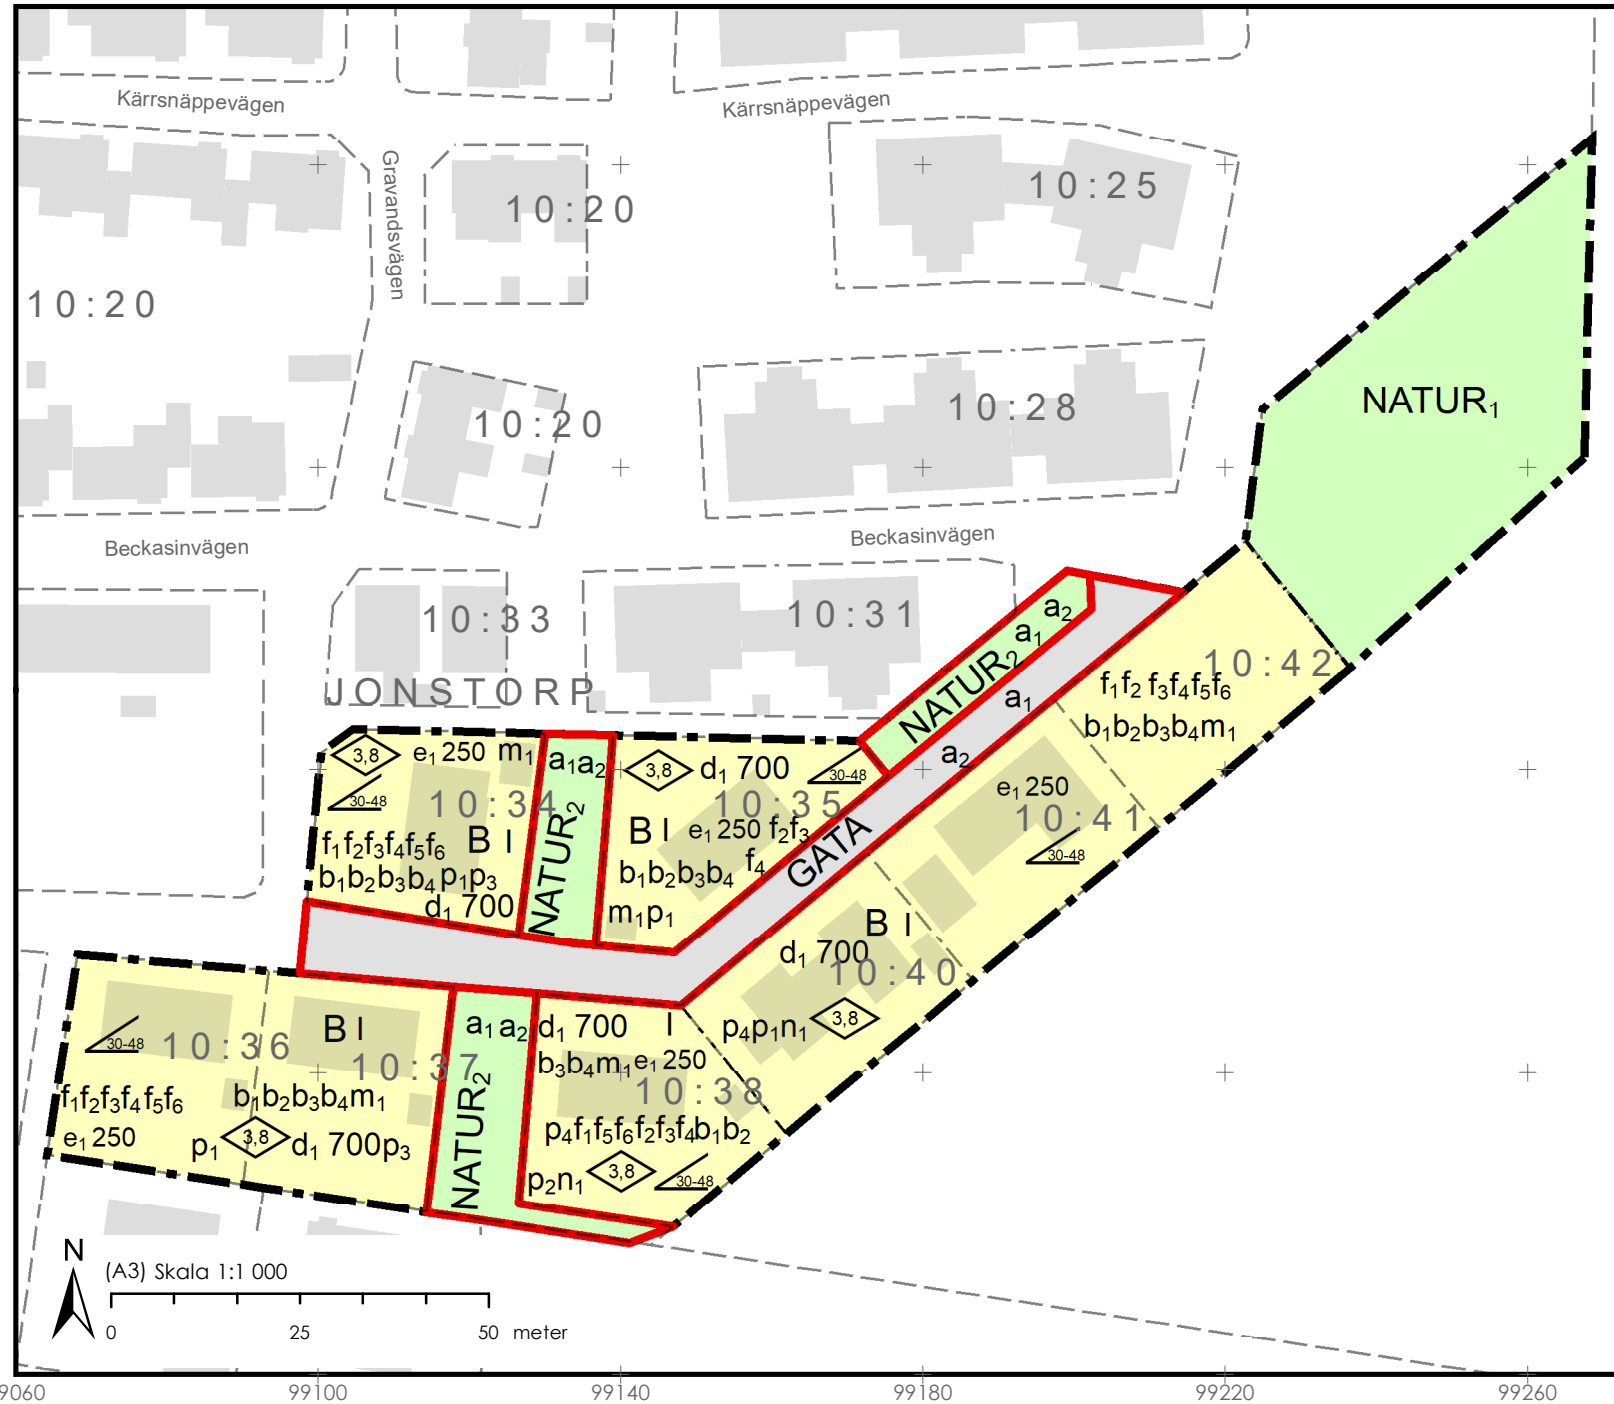 Kärrsnäppevägen
Kärrsnäppevägen
Gravandsvägen
10:20
10:25
10:20
10:20
10:28
NATUR₁
Beckasinvägen
Beckasinvägen
10:33
10:31
JONSTORP
a₁ a₂
NATUR₂
10:42
f₁f₂ f₃f₄f₅f₆
b₁b₂b₃b₄m₁
a₁
a₂
3,8
e₁ 250 m₁
30-48
10:34
B I
f₁f₂f₃f₄f₅f₆
b₁b₂b₃b₄ p₁p₃
d₁ 700
a₁a₂
NATUR₂
3,8
d₁ 700
30-48
10:35
B I
e₁ 250 f₂f₃
f₄
b₁b₂b₃b₄
m₁p₁
GATA
e₁ 250
10:41
30-48
B I
d₁ 700
10:40
p₄p₁n₁
3,8
30-48
10:36
B I
10:37
f₁f₂f₃f₄f₅f₆
b₁b₂b₃b₄m₁
e₁ 250
p₁
3,8
d₁ 700p₃
a₁ a₂
NATUR₂
d₁ 700
I
b₃b₄m₁e₁ 250
10:38
p₄f₁f₅f₆f₂f₃f₄b₁b₂
p₂n₁
3,8
30-48
N
(A3) Skala 1:1 000
0 25 50 meter
9060 99100 99140 99180 99220 99260